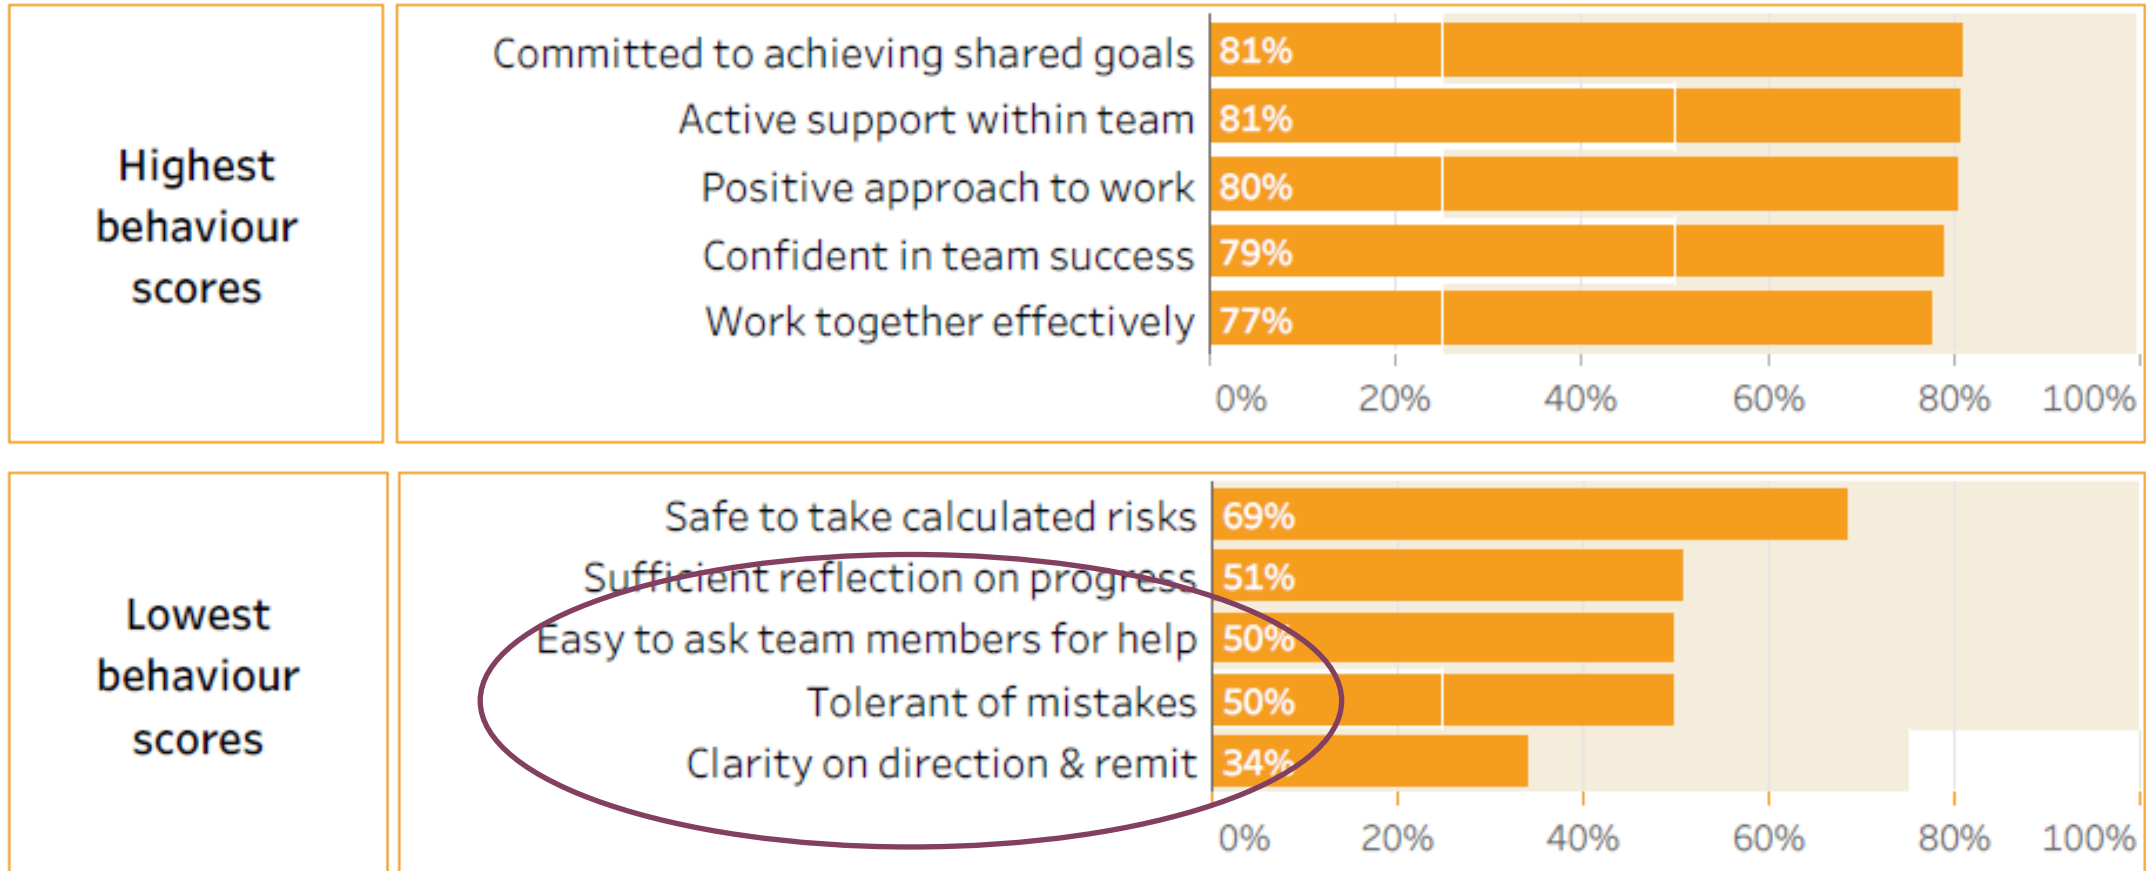 Highest
behaviour
scores
Committed to achieving shared goals 81%
Active support within team 81%
Positive approach to work 80%
Confident in team success 79%
Work together effectively 77%
0% 20% 40% 60% 80% 100%
Lowest
behaviour
scores
Safe to take calculated risks 69%
Sufficient reflection on progress 51%
Easy to ask team members for help 50%
Tolerant of mistakes 50%
Clarity on direction & remit 34%
0% 20% 40% 60% 80% 100%